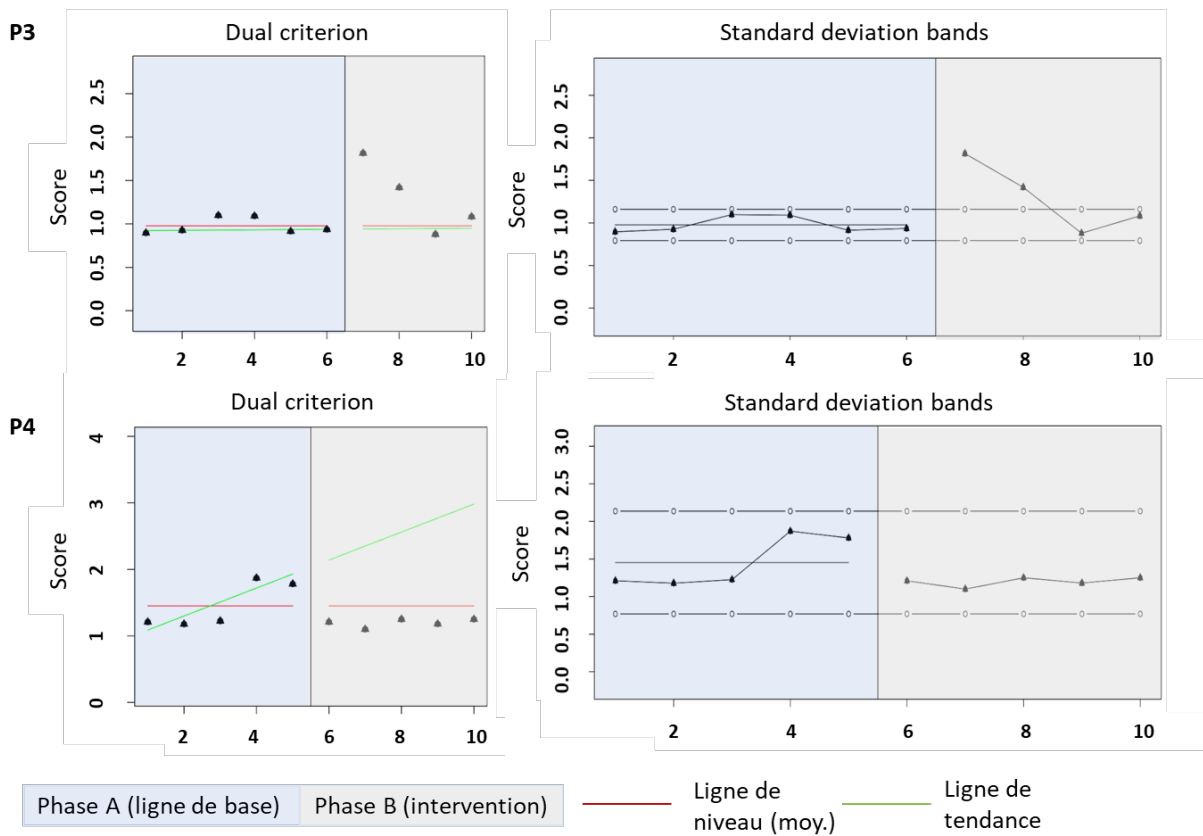 P3
Dual criterion
Standard deviation bands
Score
2.5
2.0
1.5
1.0
0.5
0.0
2 4 6 8 10
Score
2.5
2.0
1.5
1.0
0.5
0.0
2 4 6 8 10
P4
Dual criterion
Standard deviation bands
Score
4
3
2
1
0
2 4 6 8 10
Score
3.0
2.5
2.0
1.5
1.0
0.5
0.0
2 4 6 8 10
Phase A (ligne de base)
Phase B (intervention)
Ligne de
niveau (moy.)
Ligne de
tendance